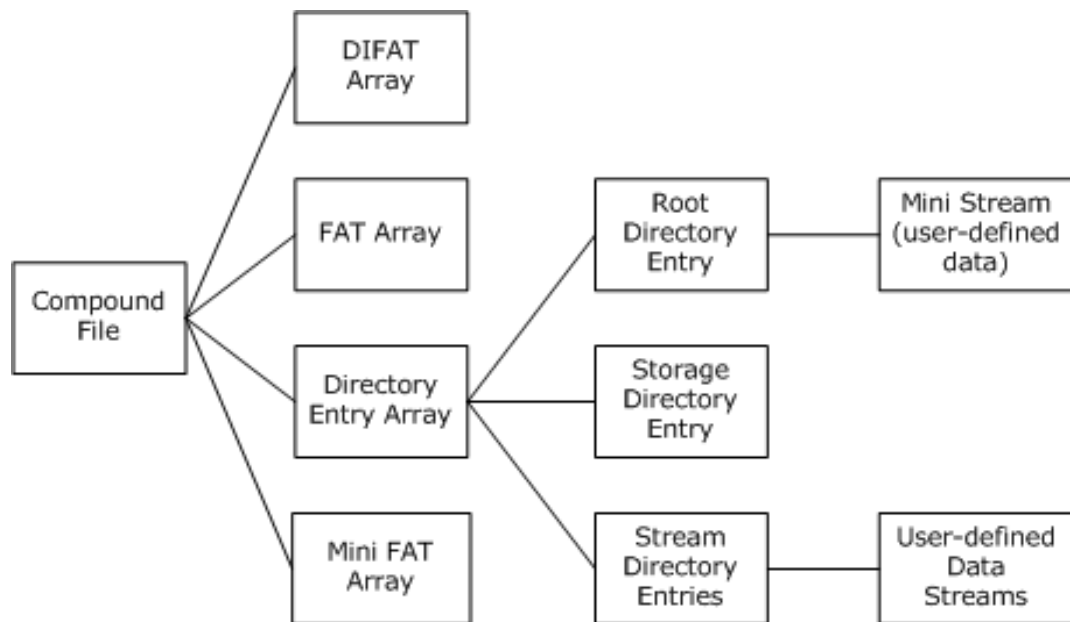 DIFAT
Array
FAT Array
Compound
File
Directory
Entry Array
Mini FAT
Array
Root
Directory
Entry
Storage
Directory
Entry
Stream
Directory
Entries
Mini Stream
(user-defined
data)
User-defined
Data
Streams